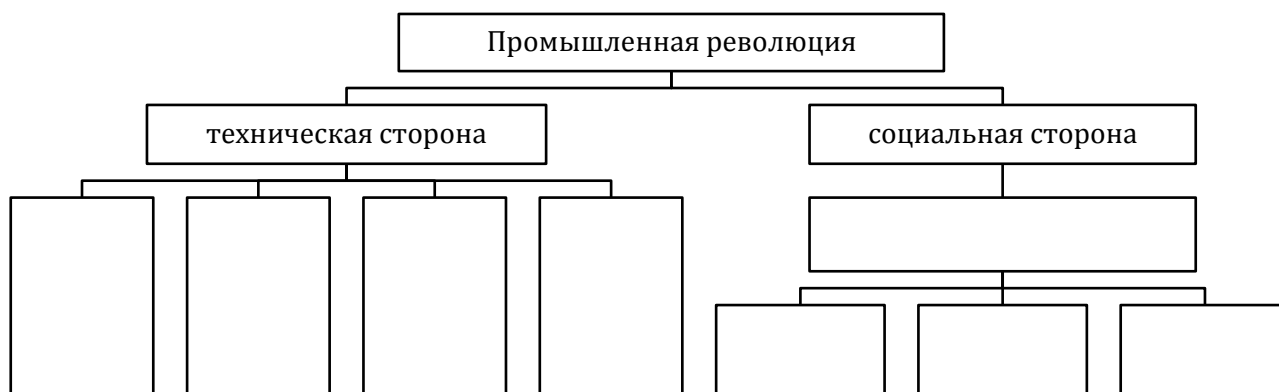 Промышленная революция
техническая сторона
социальная сторона